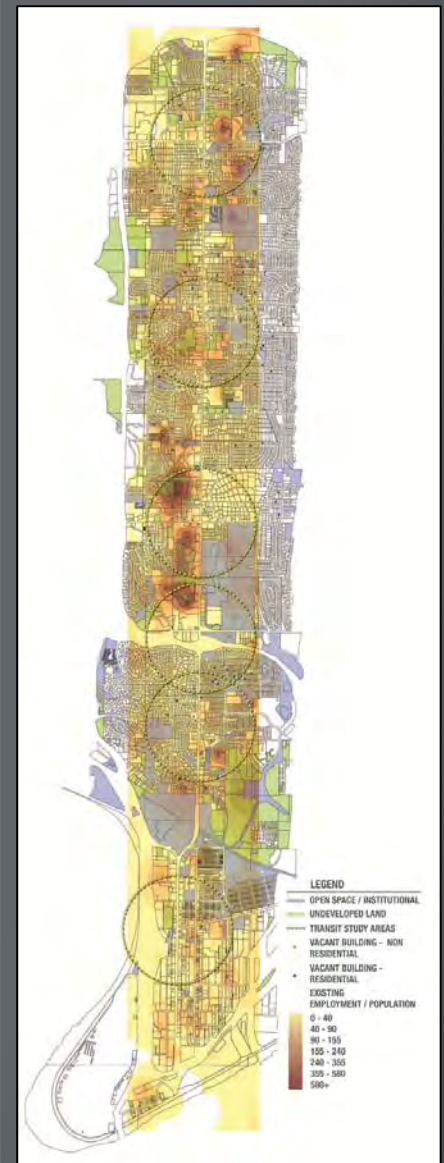 LEGEND
OPEN SPACE / INSTITUTIONAL
UNDEVELOPED LAND
TRANSIT STUDY AREAS
VACANT BUILDING - NON
RESIDENTIAL
VACANT BUILDING -
RESIDENTIAL
EXISTING
EMPLOYMENT / POPULATION
0 - 40
40 - 90
90 - 155
155 - 240
240 - 355
355 - 580
580+